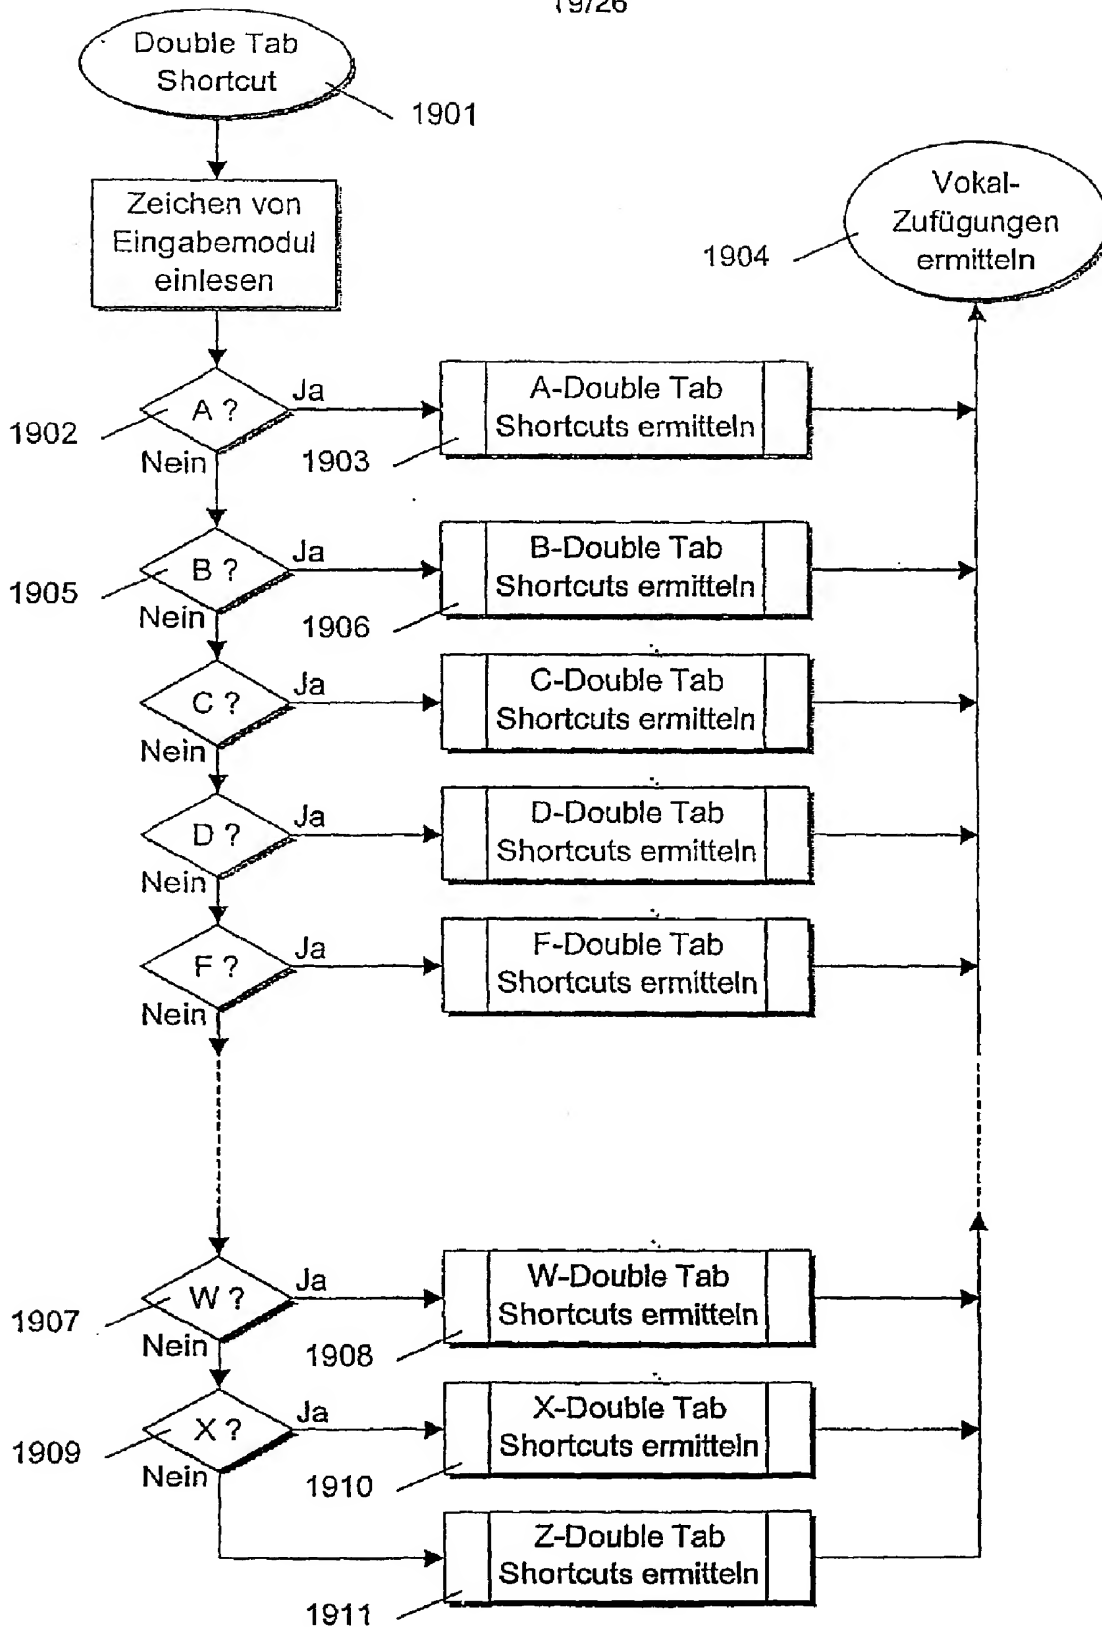 19/26
Double Tab
Shortcut
1901
Zeichen von
Eingabemodul
einlesen
Vokal-
Zufügungen
ermitteln
1904
A ?
Ja
Nein
1902
A-Double Tab
Shortcuts ermitteln
1903
B ?
Ja
Nein
1905
B-Double Tab
Shortcuts ermitteln
1906
C ?
Ja
Nein
C-Double Tab
Shortcuts ermitteln
D ?
Ja
Nein
D-Double Tab
Shortcuts ermitteln
F ?
Ja
Nein
F-Double Tab
Shortcuts ermitteln
W ?
Ja
Nein
1907
W-Double Tab
Shortcuts ermitteln
1908
X ?
Ja
Nein
1909
X-Double Tab
Shortcuts ermitteln
1910
Z-Double Tab
Shortcuts ermitteln
1911